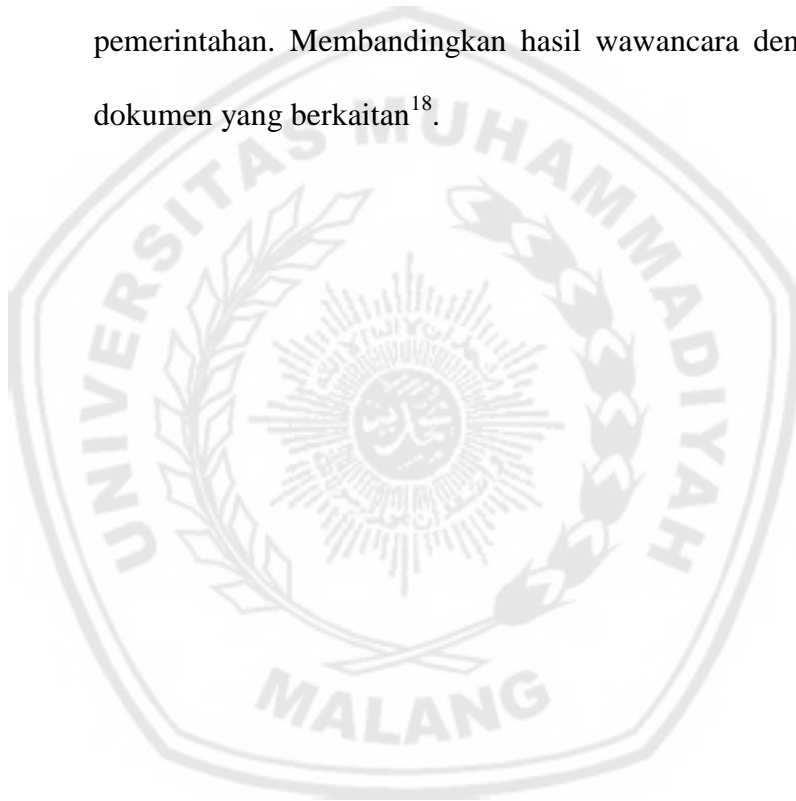 pemerintahan. Membandingkan hasil wawancara den
dokumen yang berkaitan18.
UNIVERSITAS MUHAMMADIYAH
MALANG